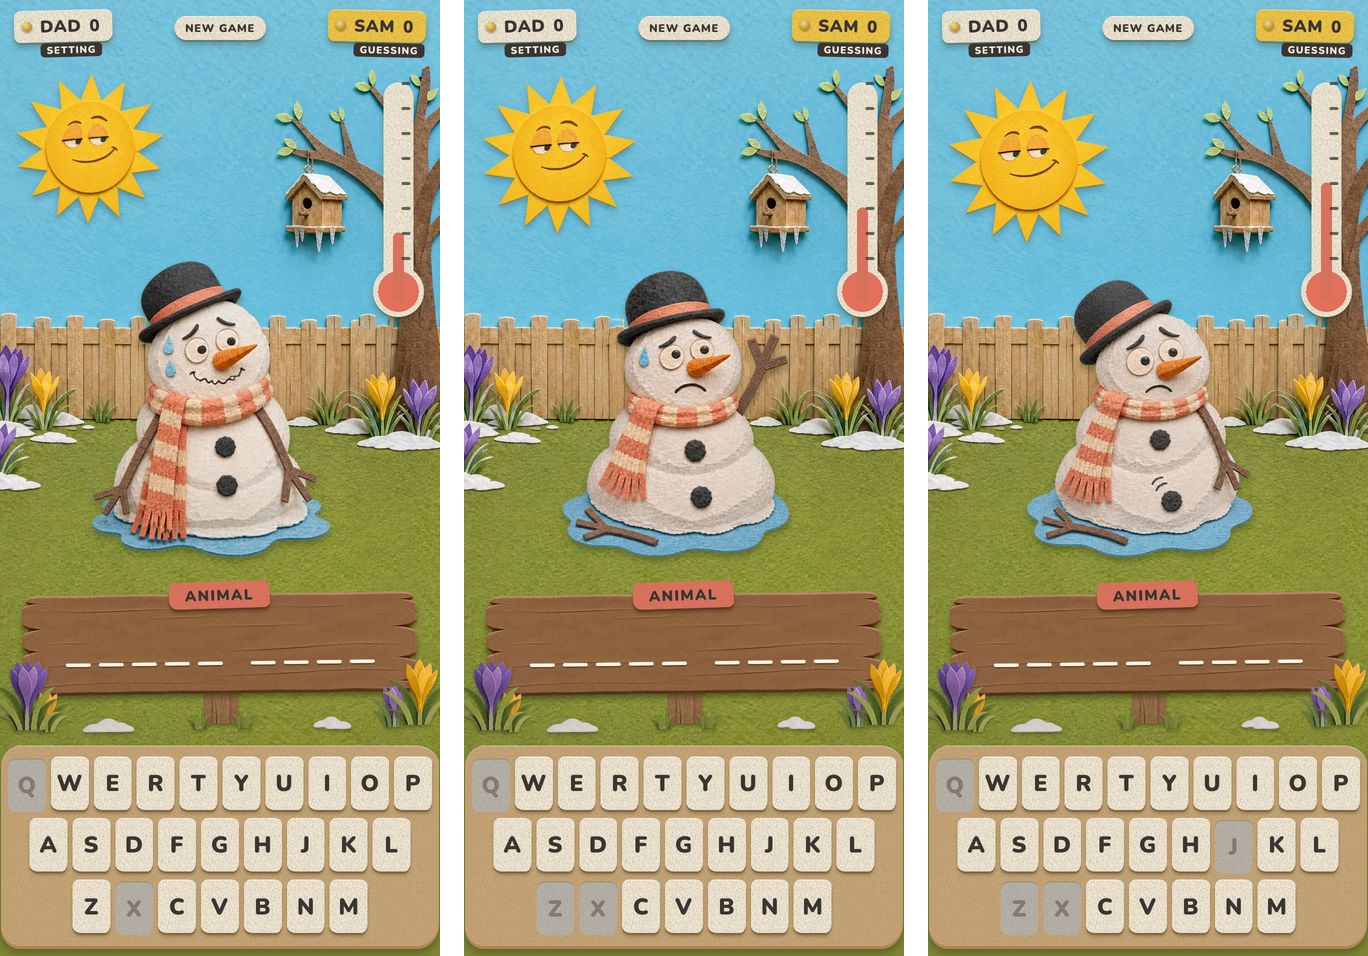 DAD 0
SETTING
NEW GAME
SAM 0
GUESSING
ANIMAL
Q W E R T Y U I O P
A S D F G H J K L
Z X C V B N M
DAD 0
SETTING
NEW GAME
SAM 0
GUESSING
ANIMAL
Q W E R T Y U I O P
A S D F G H J K L
Z X C V B N M
DAD 0
SETTING
NEW GAME
SAM 0
GUESSING
ANIMAL
Q W E R T Y U I O P
A S D F G H J K L
Z X C V B N M